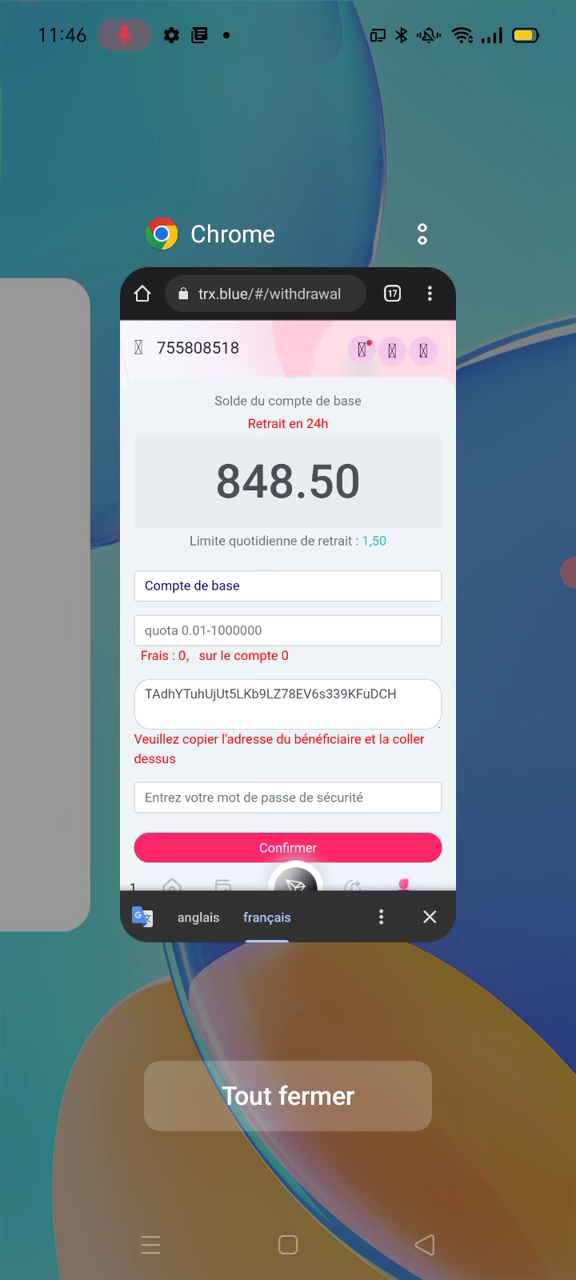 11:46
Chrome
trx.blue/#/withdrawal
17
755808518
Solde du compte de base
Retrait en 24h
848.50
Limite quotidienne de retrait : 1,50
Compte de base
quota 0.01-1000000
Frais : 0, sur le compte 0
TAdhYTuhUjUt5LKb9LZ78EV6s339KFuDCH
Veuillez copier l'adresse du bénéficiaire et la coller
dessus
Entrez votre mot de passe de sécurité
Confirmer
1
anglais français
Tout fermer